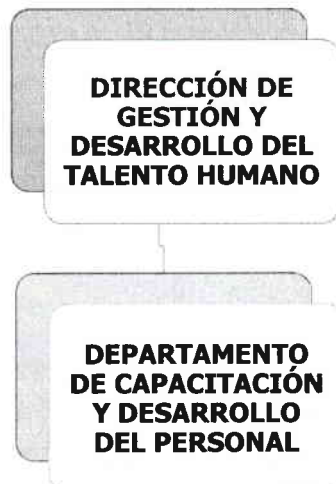 DIRECCIÓN DE
GESTIÓN Y
DESARROLLO DEL
TALENTO HUMANO
DEPARTAMENTO
DE CAPACITACIÓN
Y DESARROLLO
DEL PERSONAL